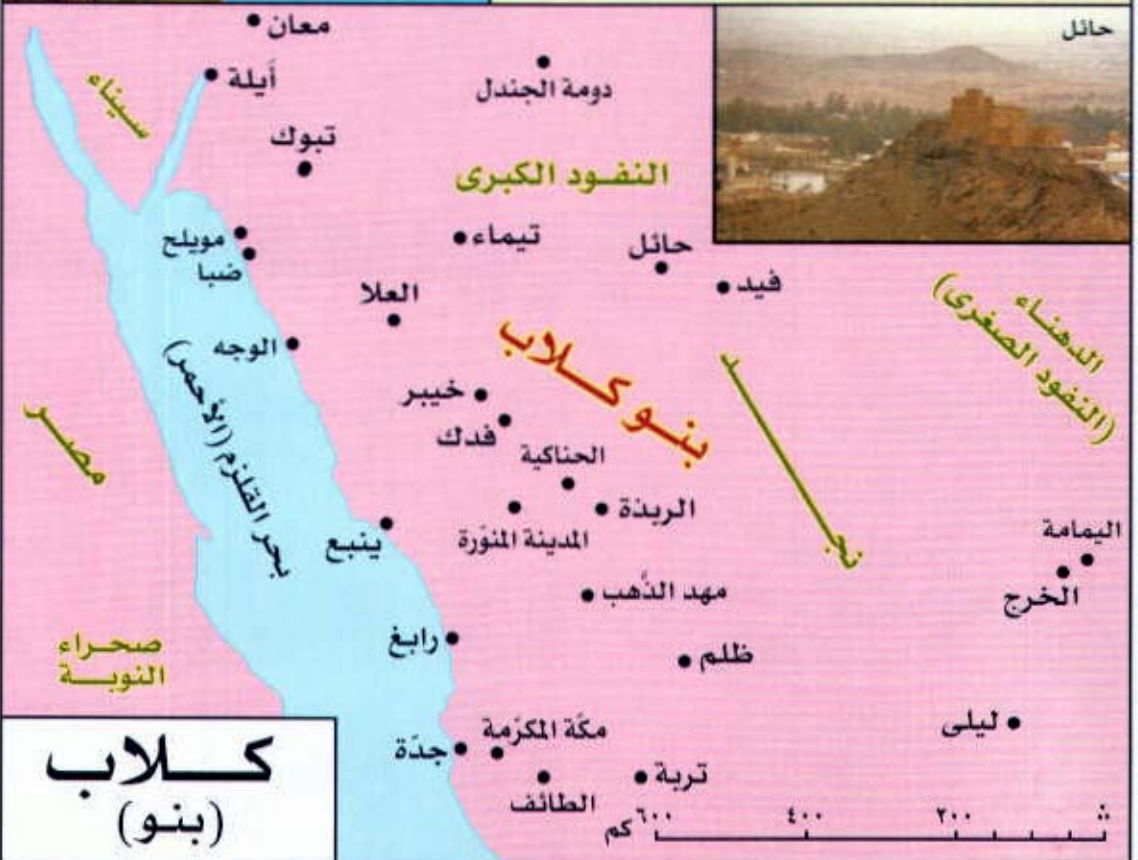 حائل
معان
أيلة
دومة الجندل
سيناء
تبوك
النفود الكبرى
تيماء
حائل
فيد
مويلح
ضبا
العلا
الدهناء
(النفود الصغرى)
الوجه
بنو كلاب
خيبر
فدك
نجد
مصر
بحر القلزم (الأحمر)
الحناكية
الربذة
المدينة المنوّرة
ينبع
اليمامة
الخرج
مهد الذَّهب
رابغ
ظلم
صحراء
النوبة
ليلى
مكّة المكرّمة
جدّة
الطائف
تربة
٦٠٠ ٤٠٠ ٢٠٠
كم
كلاب
(بنو)